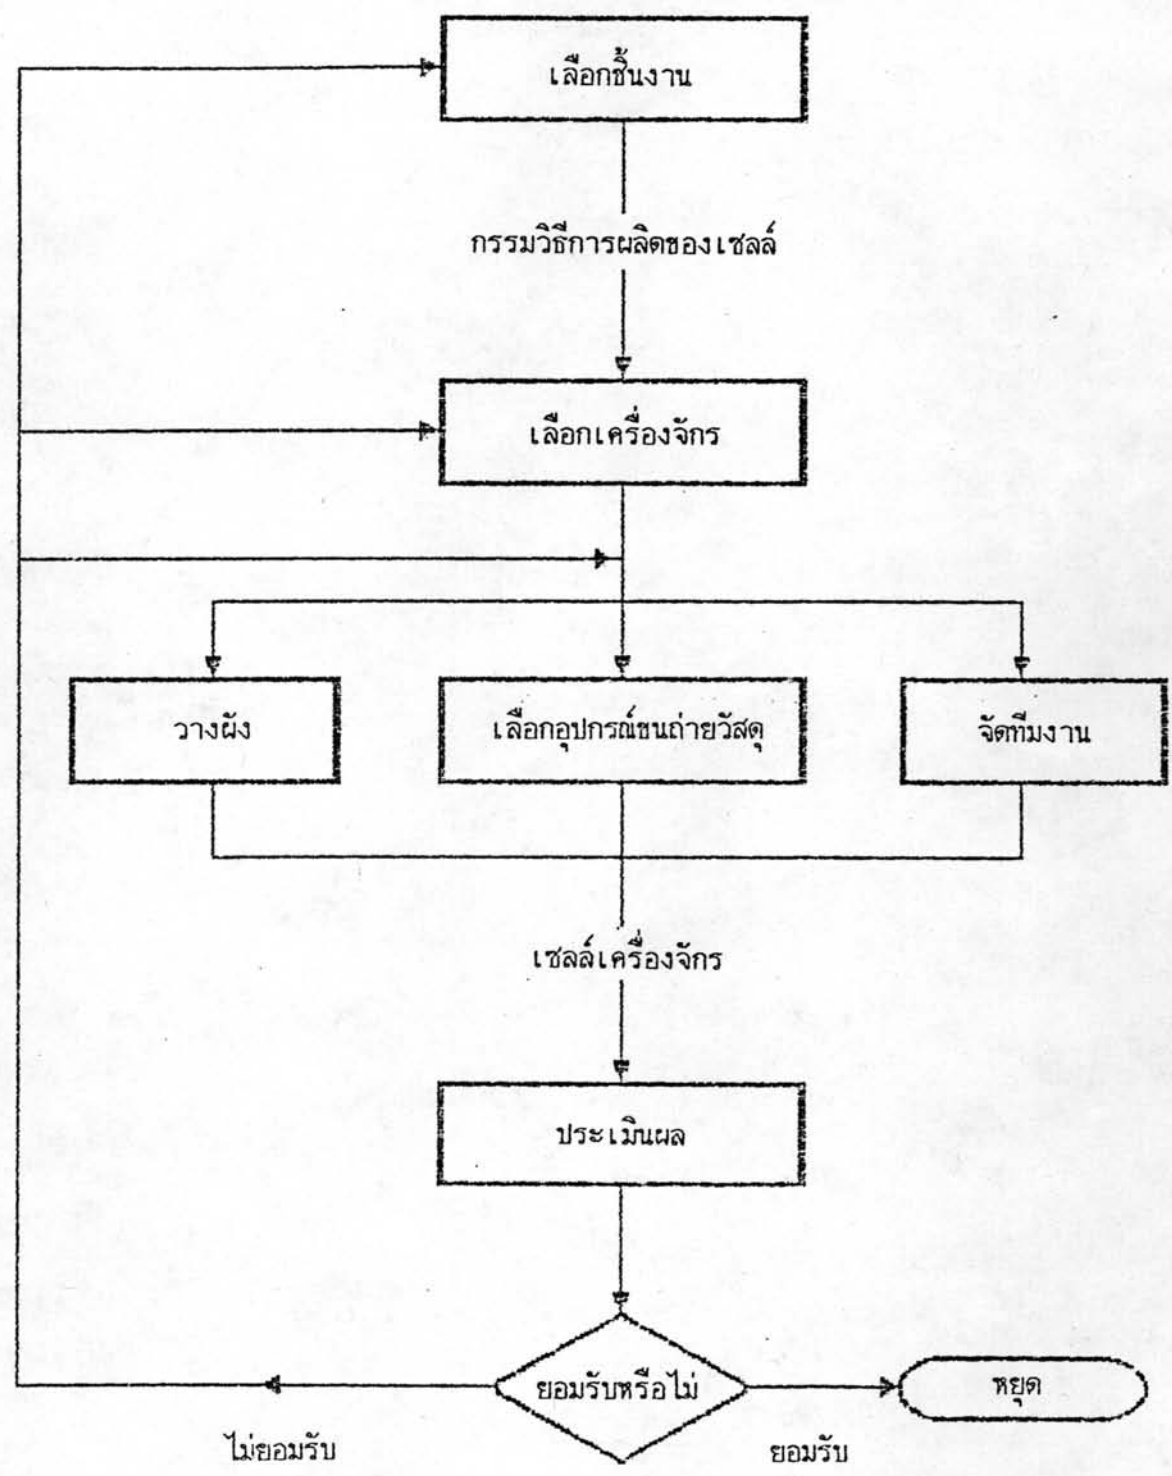 เลือกชิ้นงาน
กรรมวิธีการผลิตของเซลล์
เลือกเครื่องจักร
วางผัง
เลือกอุปกรณ์ขนถ่ายวัสดุ
จัดทีมงาน
เซลล์เครื่องจักร
ประเมินผล
ยอมรับหรือไม่
หยุด
ไม่ยอมรับ
ยอมรับ